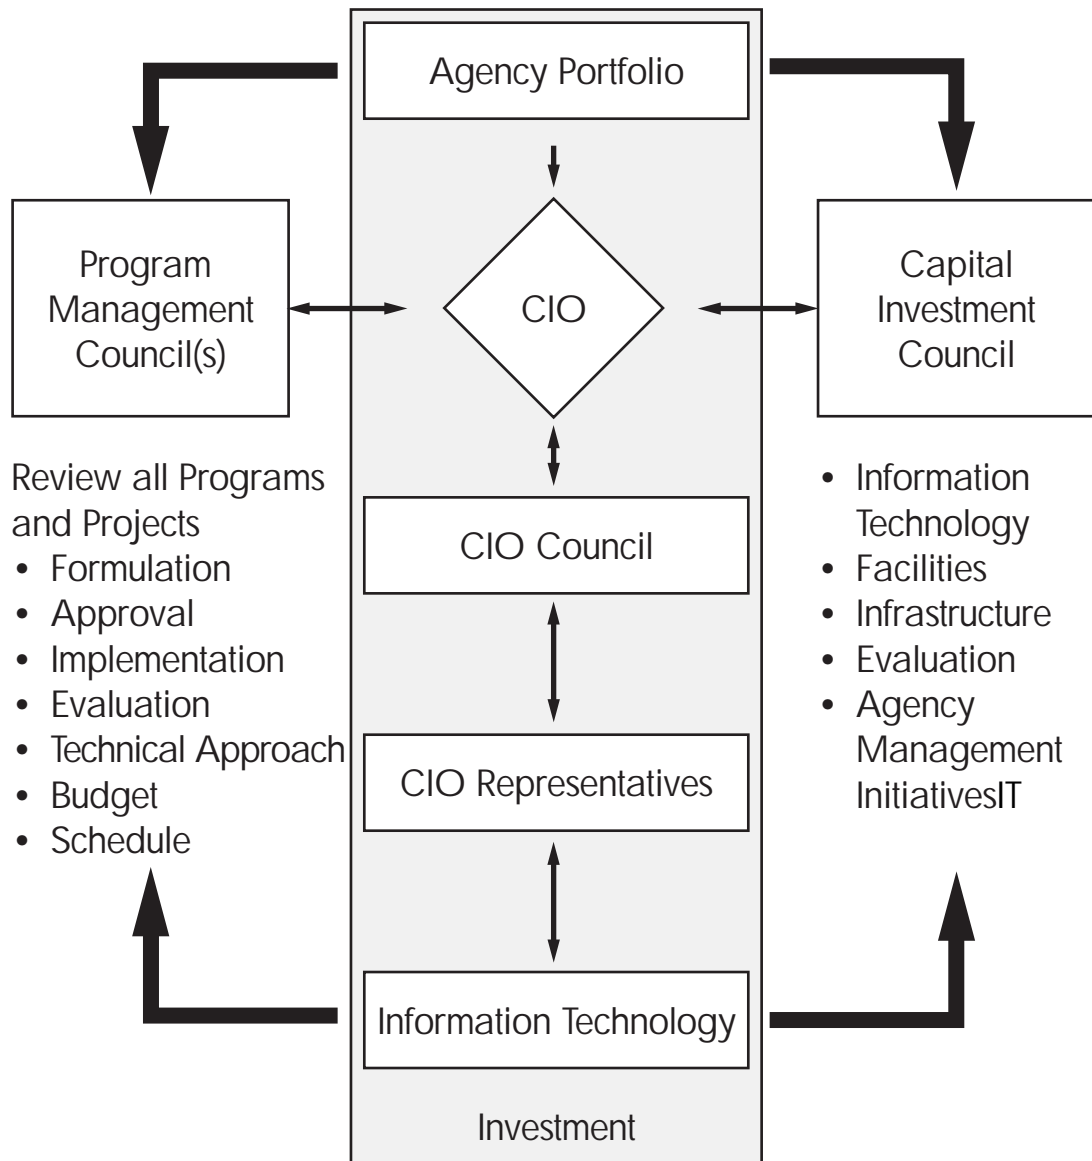 Agency Portfolio
Program
Management
Council(s)
CIO
Capital
Investment
Council
Review all Programs
and Projects
• Formulation
• Approval
• Implementation
• Evaluation
• Technical Approach
• Budget
• Schedule
CIO Council
CIO Representatives
Information Technology
Investment
• Information
Technology
• Facilities
• Infrastructure
• Evaluation
• Agency
Management
InitiativesIT